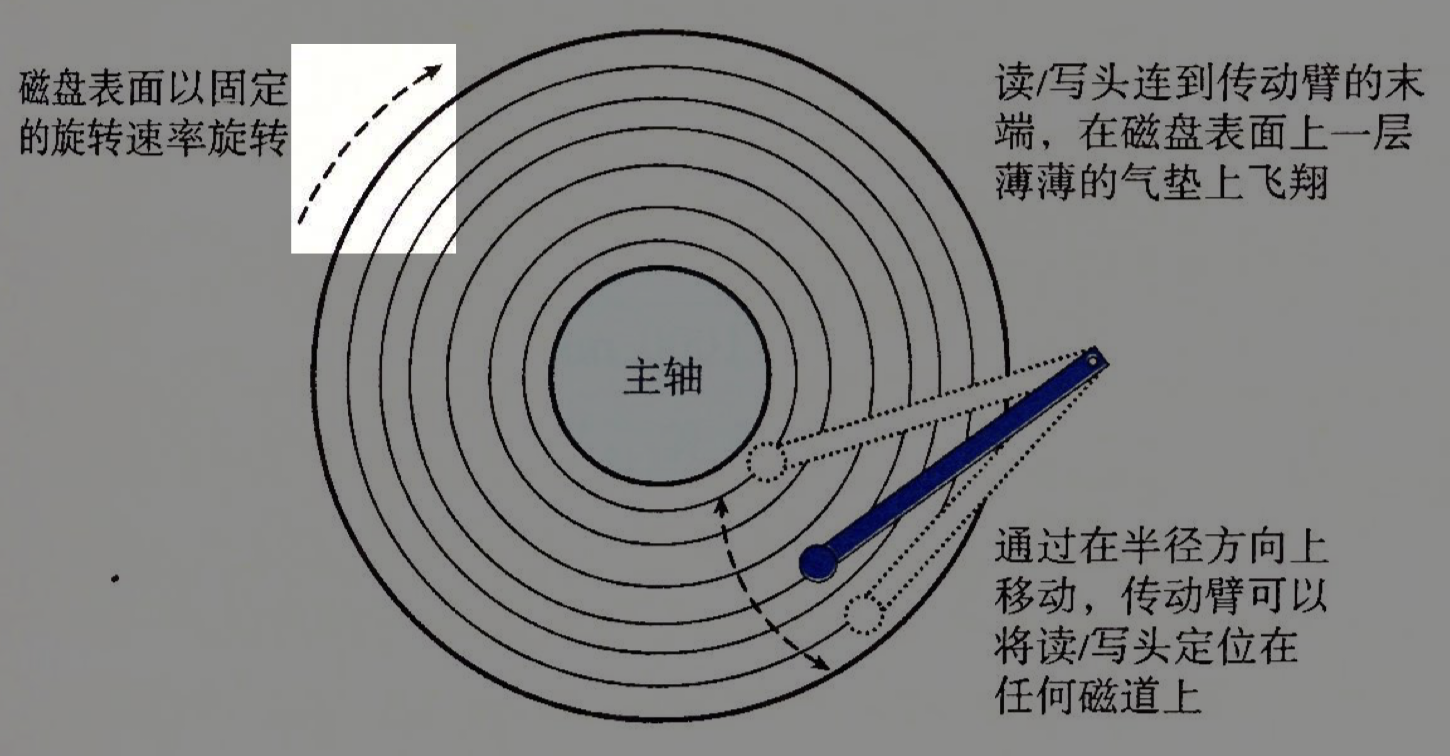 磁盘表面以固定
的旋转速率旋转
读/写头连到传动臂的末
端，在磁盘表面上一层
薄薄的气垫上飞翔
主轴
通过在半径方向上
移动，传动臂可以
将读/写头定位在
任何磁道上